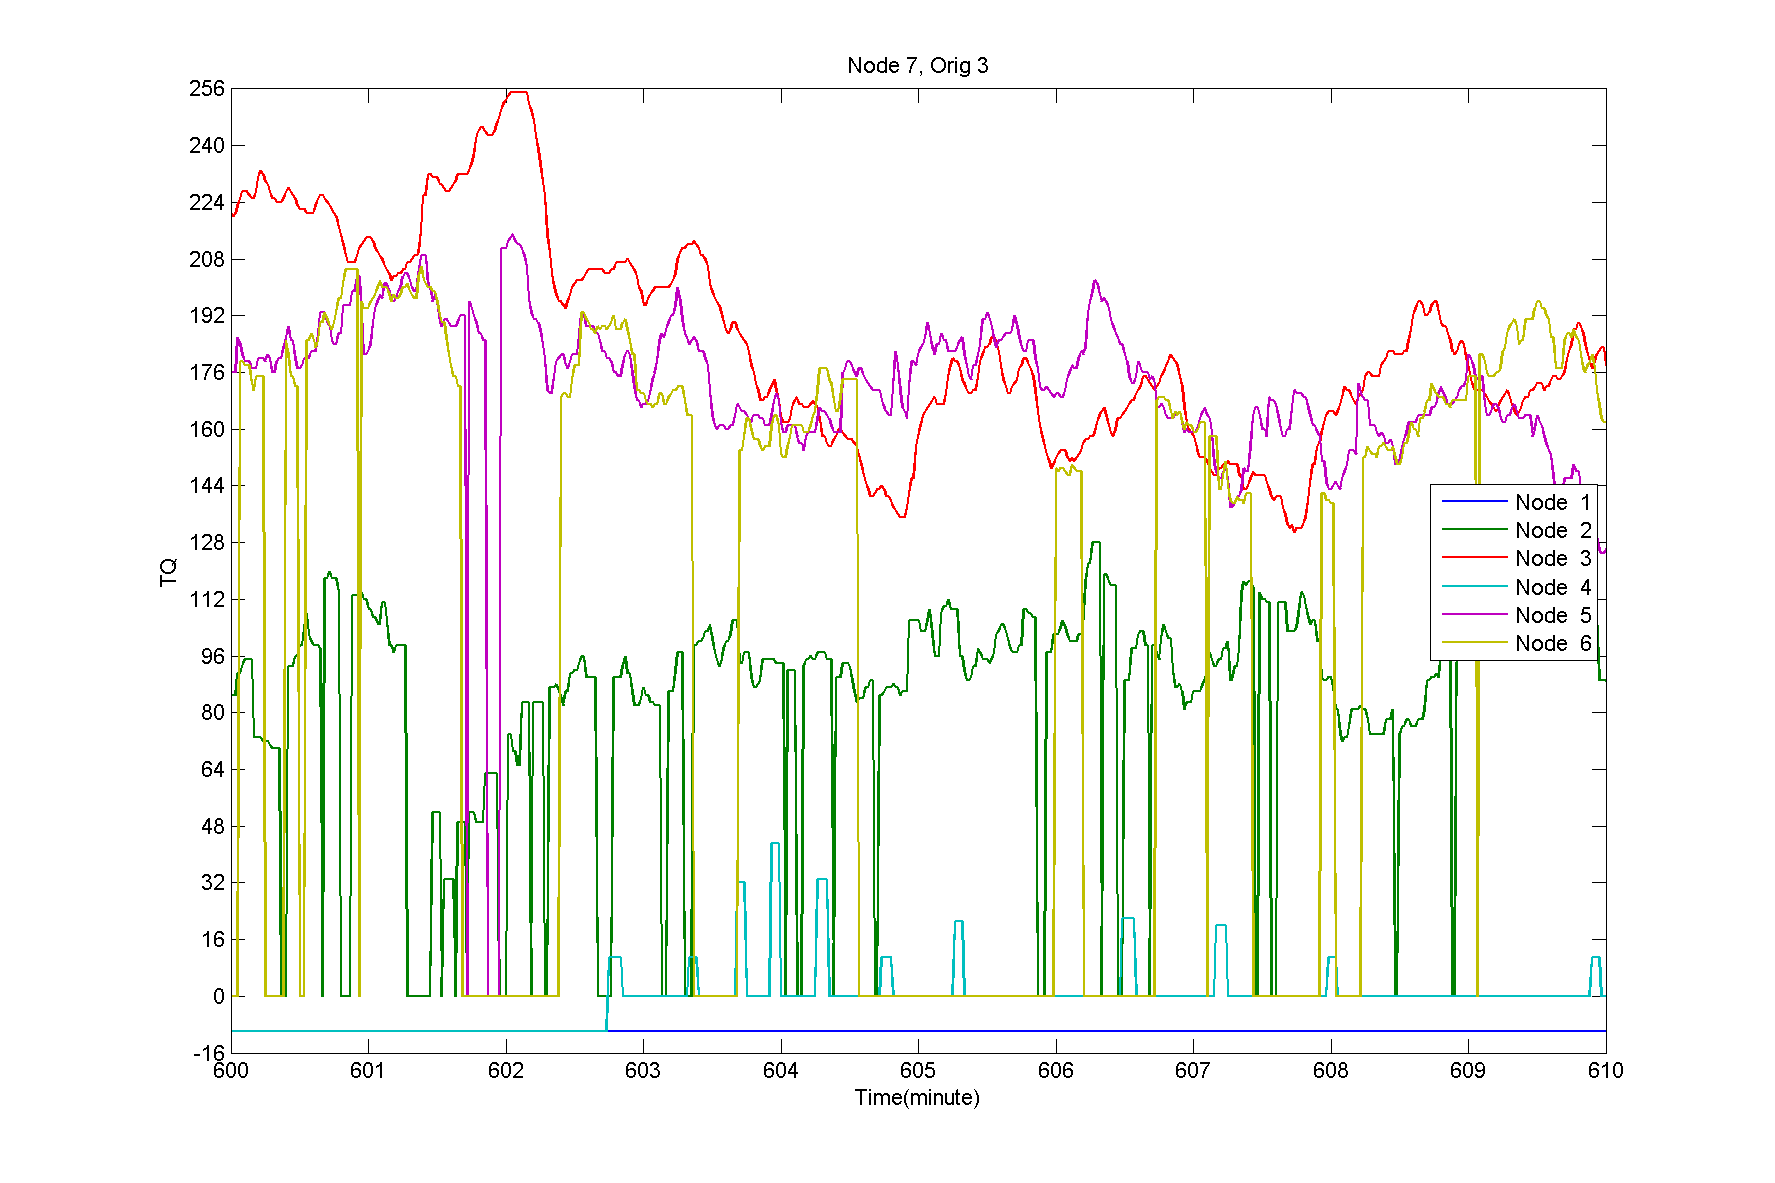 Node 7, Orig 3
256
240
224
208
192
176
160
144
128
112
96
80
64
48
32
16
0
-16
TQ
600 601 602 603 604 605 606 607 608 609 610
Time(minute)
Node 1
Node 2
Node 3
Node 4
Node 5
Node 6